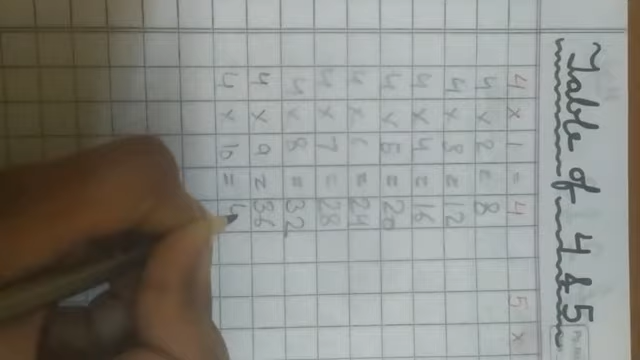 Table of 4 & 5
4 x 1 = 4
4 x 2 = 8
4 x 3 = 12
4 x 4 = 16
4 x 5 = 20
4 x 6 = 24
4 x 7 = 28
4 x 8 = 32
4 x 9 = 36
4 x 10 = 4
5 x